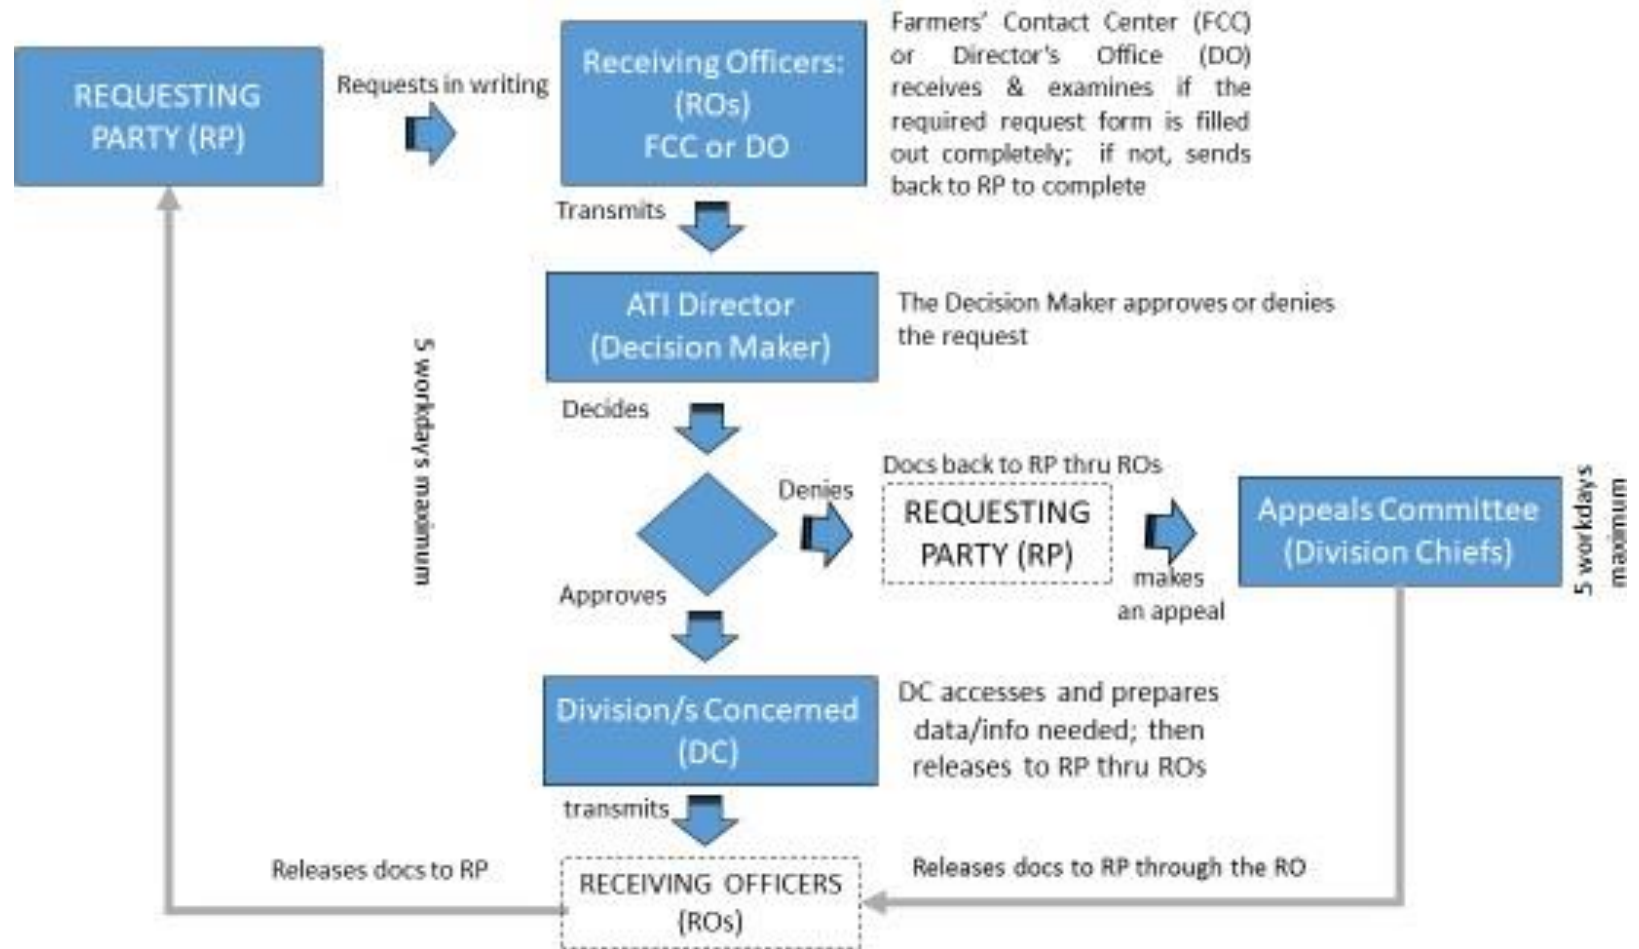 REQUESTING
PARTY (RP)
Requests in writing
Receiving Officers:
(ROs)
FCC or DO
Farmers' Contact Center (FCC)
or Director's Office (DO)
receives & examines if the
required request form is filled
out completely; if not, sends
back to RP to complete
Transmits
ATI Director
(Decision Maker)
The Decision Maker approves or denies
the request
5 workdays maximum
Decides
Denies
Docs back to RP thru ROs
REQUESTING
PARTY (RP)
makes
an appeal
Appeals Committee
(Division Chiefs)
5 workdays
maximum
Approves
Division/s Concerned
(DC)
DC accesses and prepares
data/info needed; then
releases to RP thru ROs
transmits
Releases docs to RP
RECEIVING OFFICERS
(ROs)
Releases docs to RP through the RO